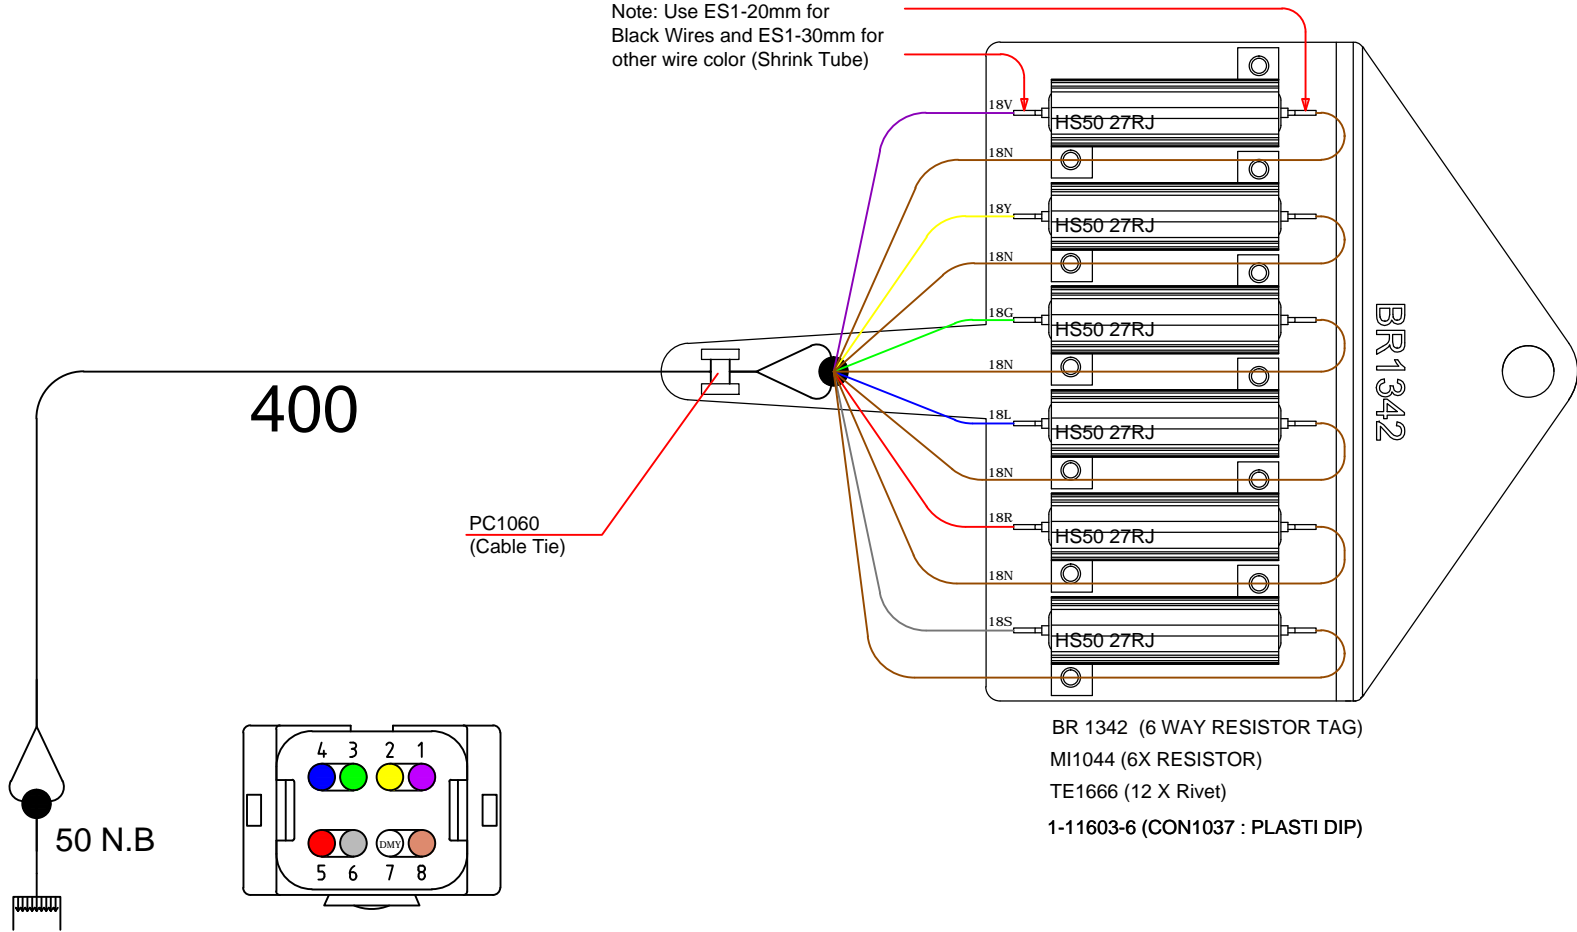 Note: Use ES1-20mm for
Black Wires and ES1-30mm for
other wire color (Shrink Tube)
18V
HS50 27RJ
18N
18Y
HS50 27RJ
18N
18G
HS50 27RJ
18N
18L
HS50 27RJ
18N
18R
HS50 27RJ
18N
18S
HS50 27RJ
BR1342
400
PC1060
(Cable Tie)
50 N.B
4 3 2 1
DMY
5 6 7 8
BR 1342 (6 WAY RESISTOR TAG)
MI1044 (6X RESISTOR)
TE1666 (12 X Rivet)
1-11603-6 (CON1037 : PLASTI DIP)